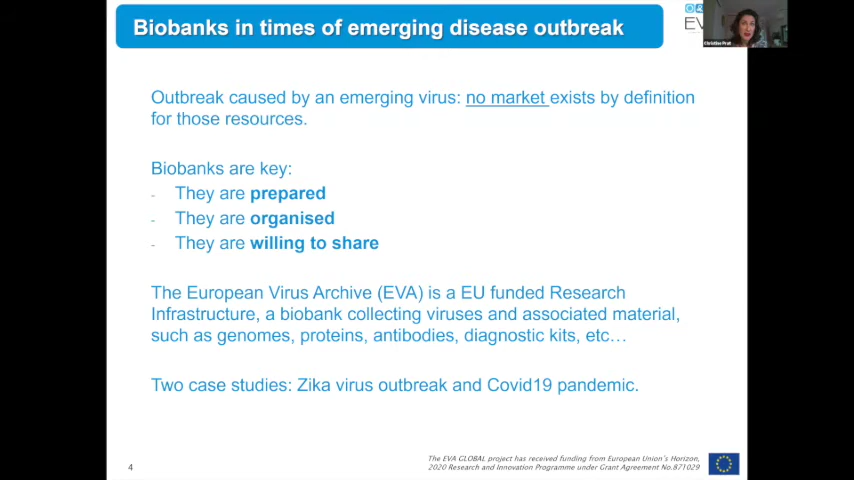 Biobanks in times of emerging disease outbreak
EV
Christine Prat
Outbreak caused by an emerging virus: no market exists by definition
for those resources.
Biobanks are key:
- They are prepared
- They are organised
- They are willing to share
The European Virus Archive (EVA) is a EU funded Research
Infrastructure, a biobank collecting viruses and associated material,
such as genomes, proteins, antibodies, diagnostic kits, etc…
Two case studies: Zika virus outbreak and Covid19 pandemic.
4
The EVA GLOBAL project has received funding from European Union's Horizon,
2020 Research and Innovation Programme under Grant Agreement No.871029